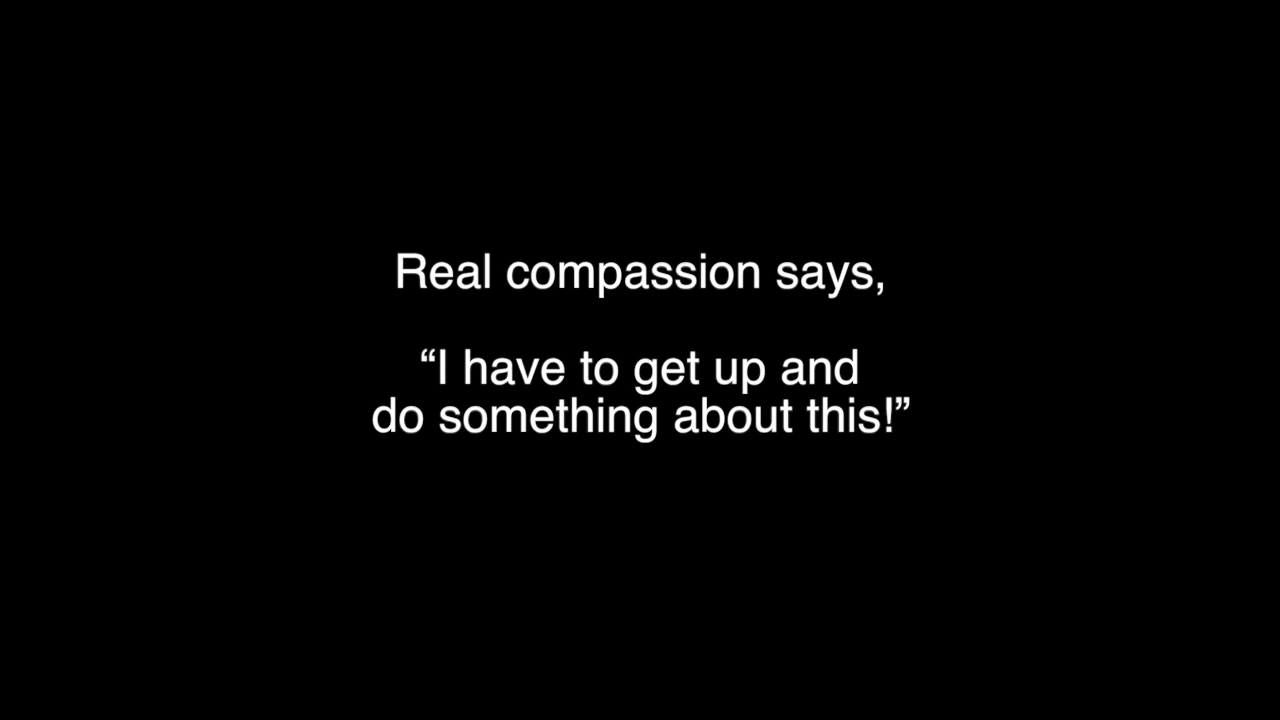 Real compassion says,
“I have to get up and
do something about this!”